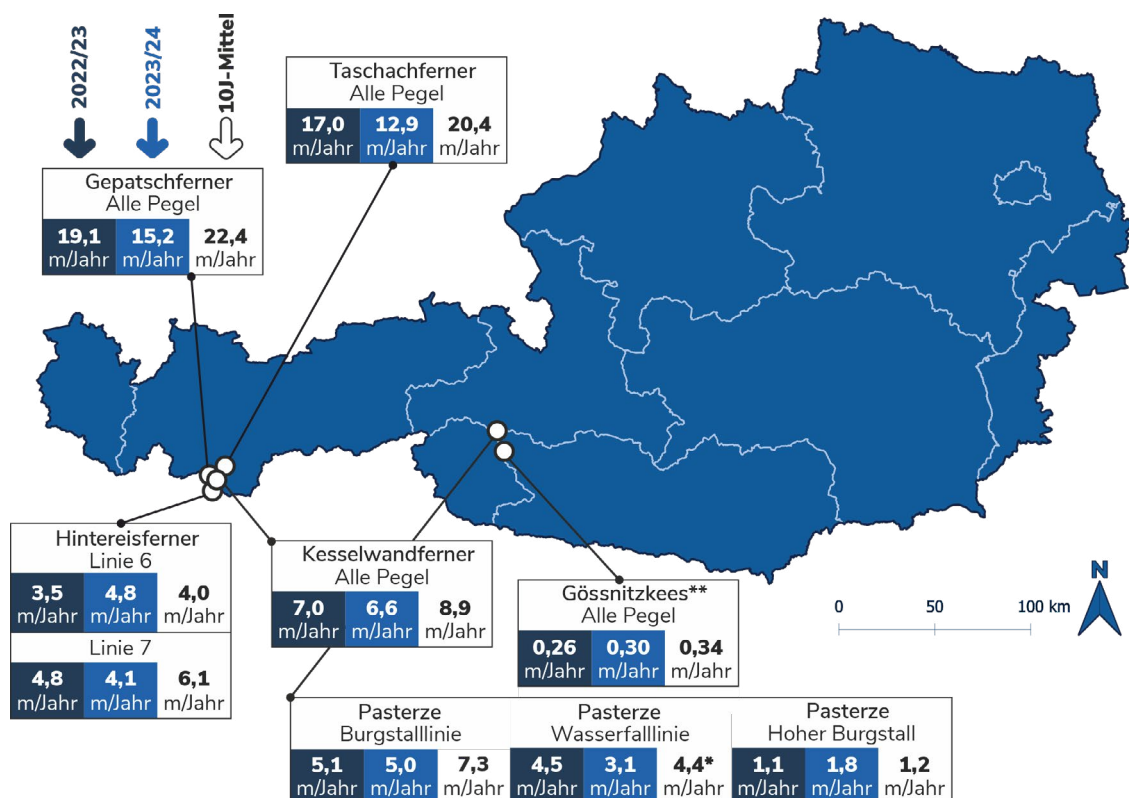 2022/23
2023/24
10J-Mittel
Taschachferner
Alle Pegel
17,0 12,9 20,4
m/Jahr m/Jahr m/Jahr
Gepatschferner
Alle Pegel
19,1 15,2 22,4
m/Jahr m/Jahr m/Jahr
Hintereisferner
Linie 6
3,5 4,8 4,0
m/Jahr m/Jahr m/Jahr
Linie 7
4,8 4,1 6,1
m/Jahr m/Jahr m/Jahr
Kesselwandferner
Alle Pegel
7,0 6,6 8,9
m/Jahr m/Jahr m/Jahr
Gössnitzkees**
Alle Pegel
0,26 0,30 0,34
m/Jahr m/Jahr m/Jahr
N
0 50 100 km
Pasterze
Burgstalllinie
5,1 5,0 7,3
m/Jahr m/Jahr m/Jahr
Pasterze
Wasserfalllinie
4,5 3,1 4,4*
m/Jahr m/Jahr m/Jahr
Pasterze
Hoher Burgstall
1,1 1,8 1,2
m/Jahr m/Jahr m/Jahr